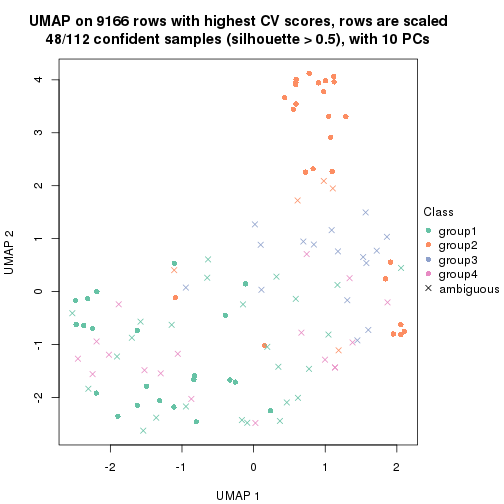 UMAP on 9166 rows with highest CV scores, rows are scaled
48/112 confident samples (silhouette > 0.5), with 10 PCs
UMAP 2
4
3
2
1
0
-1
-2
-2
-1
0
1
2
UMAP 1
Class
group1
group2
group3
group4
ambiguous